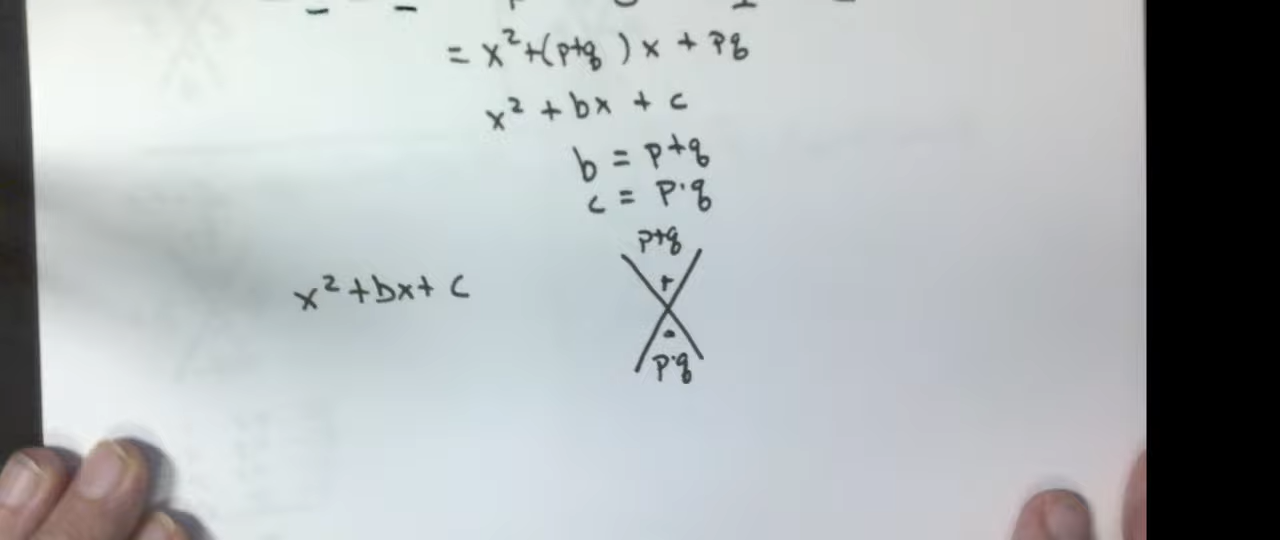 = x² + (p+q) x + pq
x² + bx + c
b = p+q
c = p·q
p+q
+
x² + bx + c
·
p·q